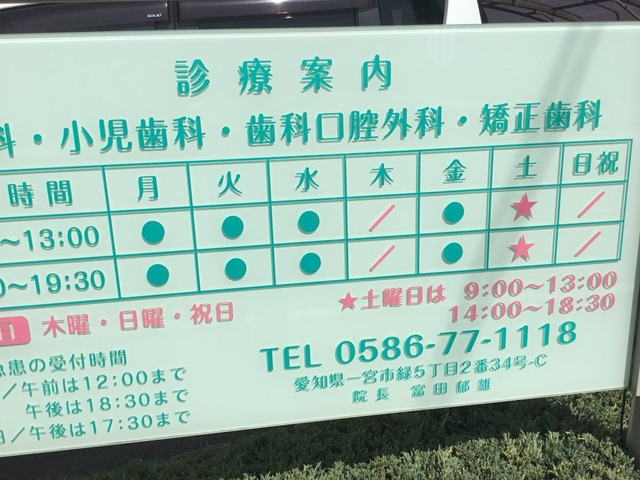 診療案内
科・小児歯科・歯科口腔外科・矯正歯科
時間 月 火 水 木 金 土 日祝
~13:00 ● ● ● / ● ★ /
0~19:30 ● ● ● / ● ★ /
木曜・日曜・祝日
★土曜日は 9:00~13:00
14:00~18:30
TEL 0586-77-1118
愛知県一宮市緑5丁目2番34号-C
院長 富田郁雄
患の受付時間
/午前は12:00まで
午後は18:30まで
/午後は17:30まで